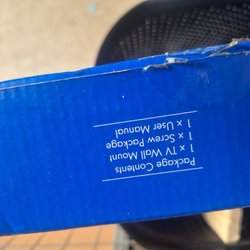 Package Contents
1 x TV Wall Mount
1 x Screw Package
1 x User Manual